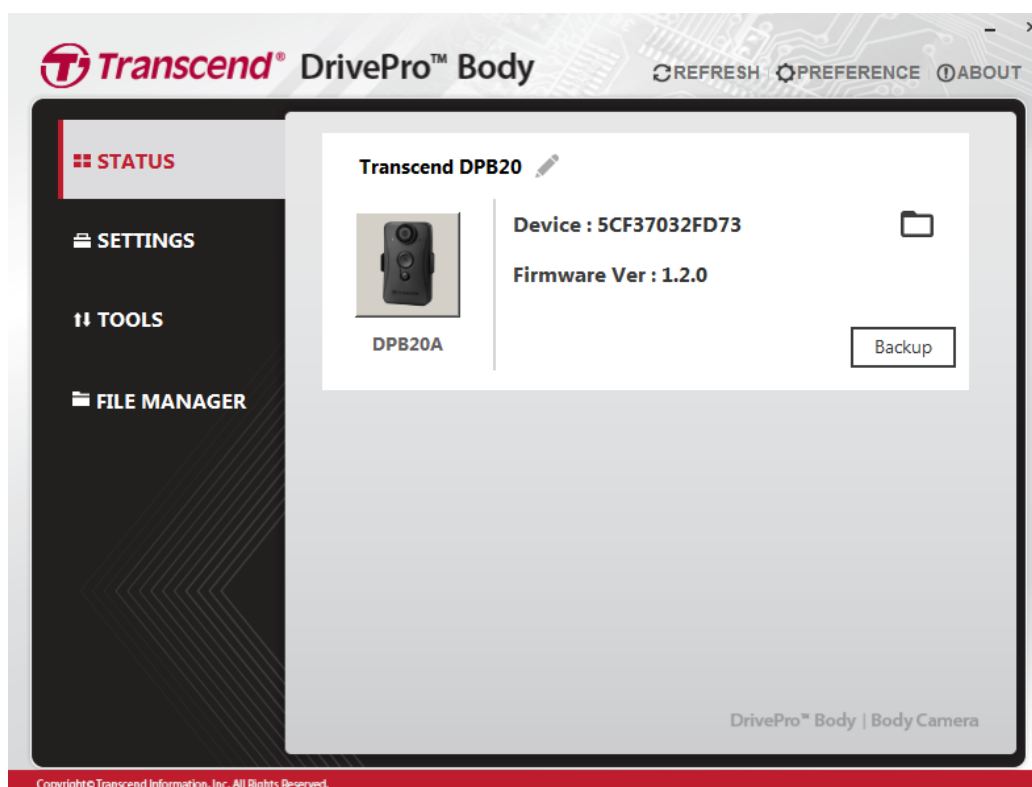 Transcend® DrivePro™ Body
REFRESH PREFERENCE ABOUT
STATUS
SETTINGS
TOOLS
FILE MANAGER
Transcend DPB20
Device : 5CF37032FD73
Firmware Ver : 1.2.0
DPB20A
Backup
DrivePro™ Body | Body Camera
Copyright©Transcend Information, Inc. All Rights Reserved.